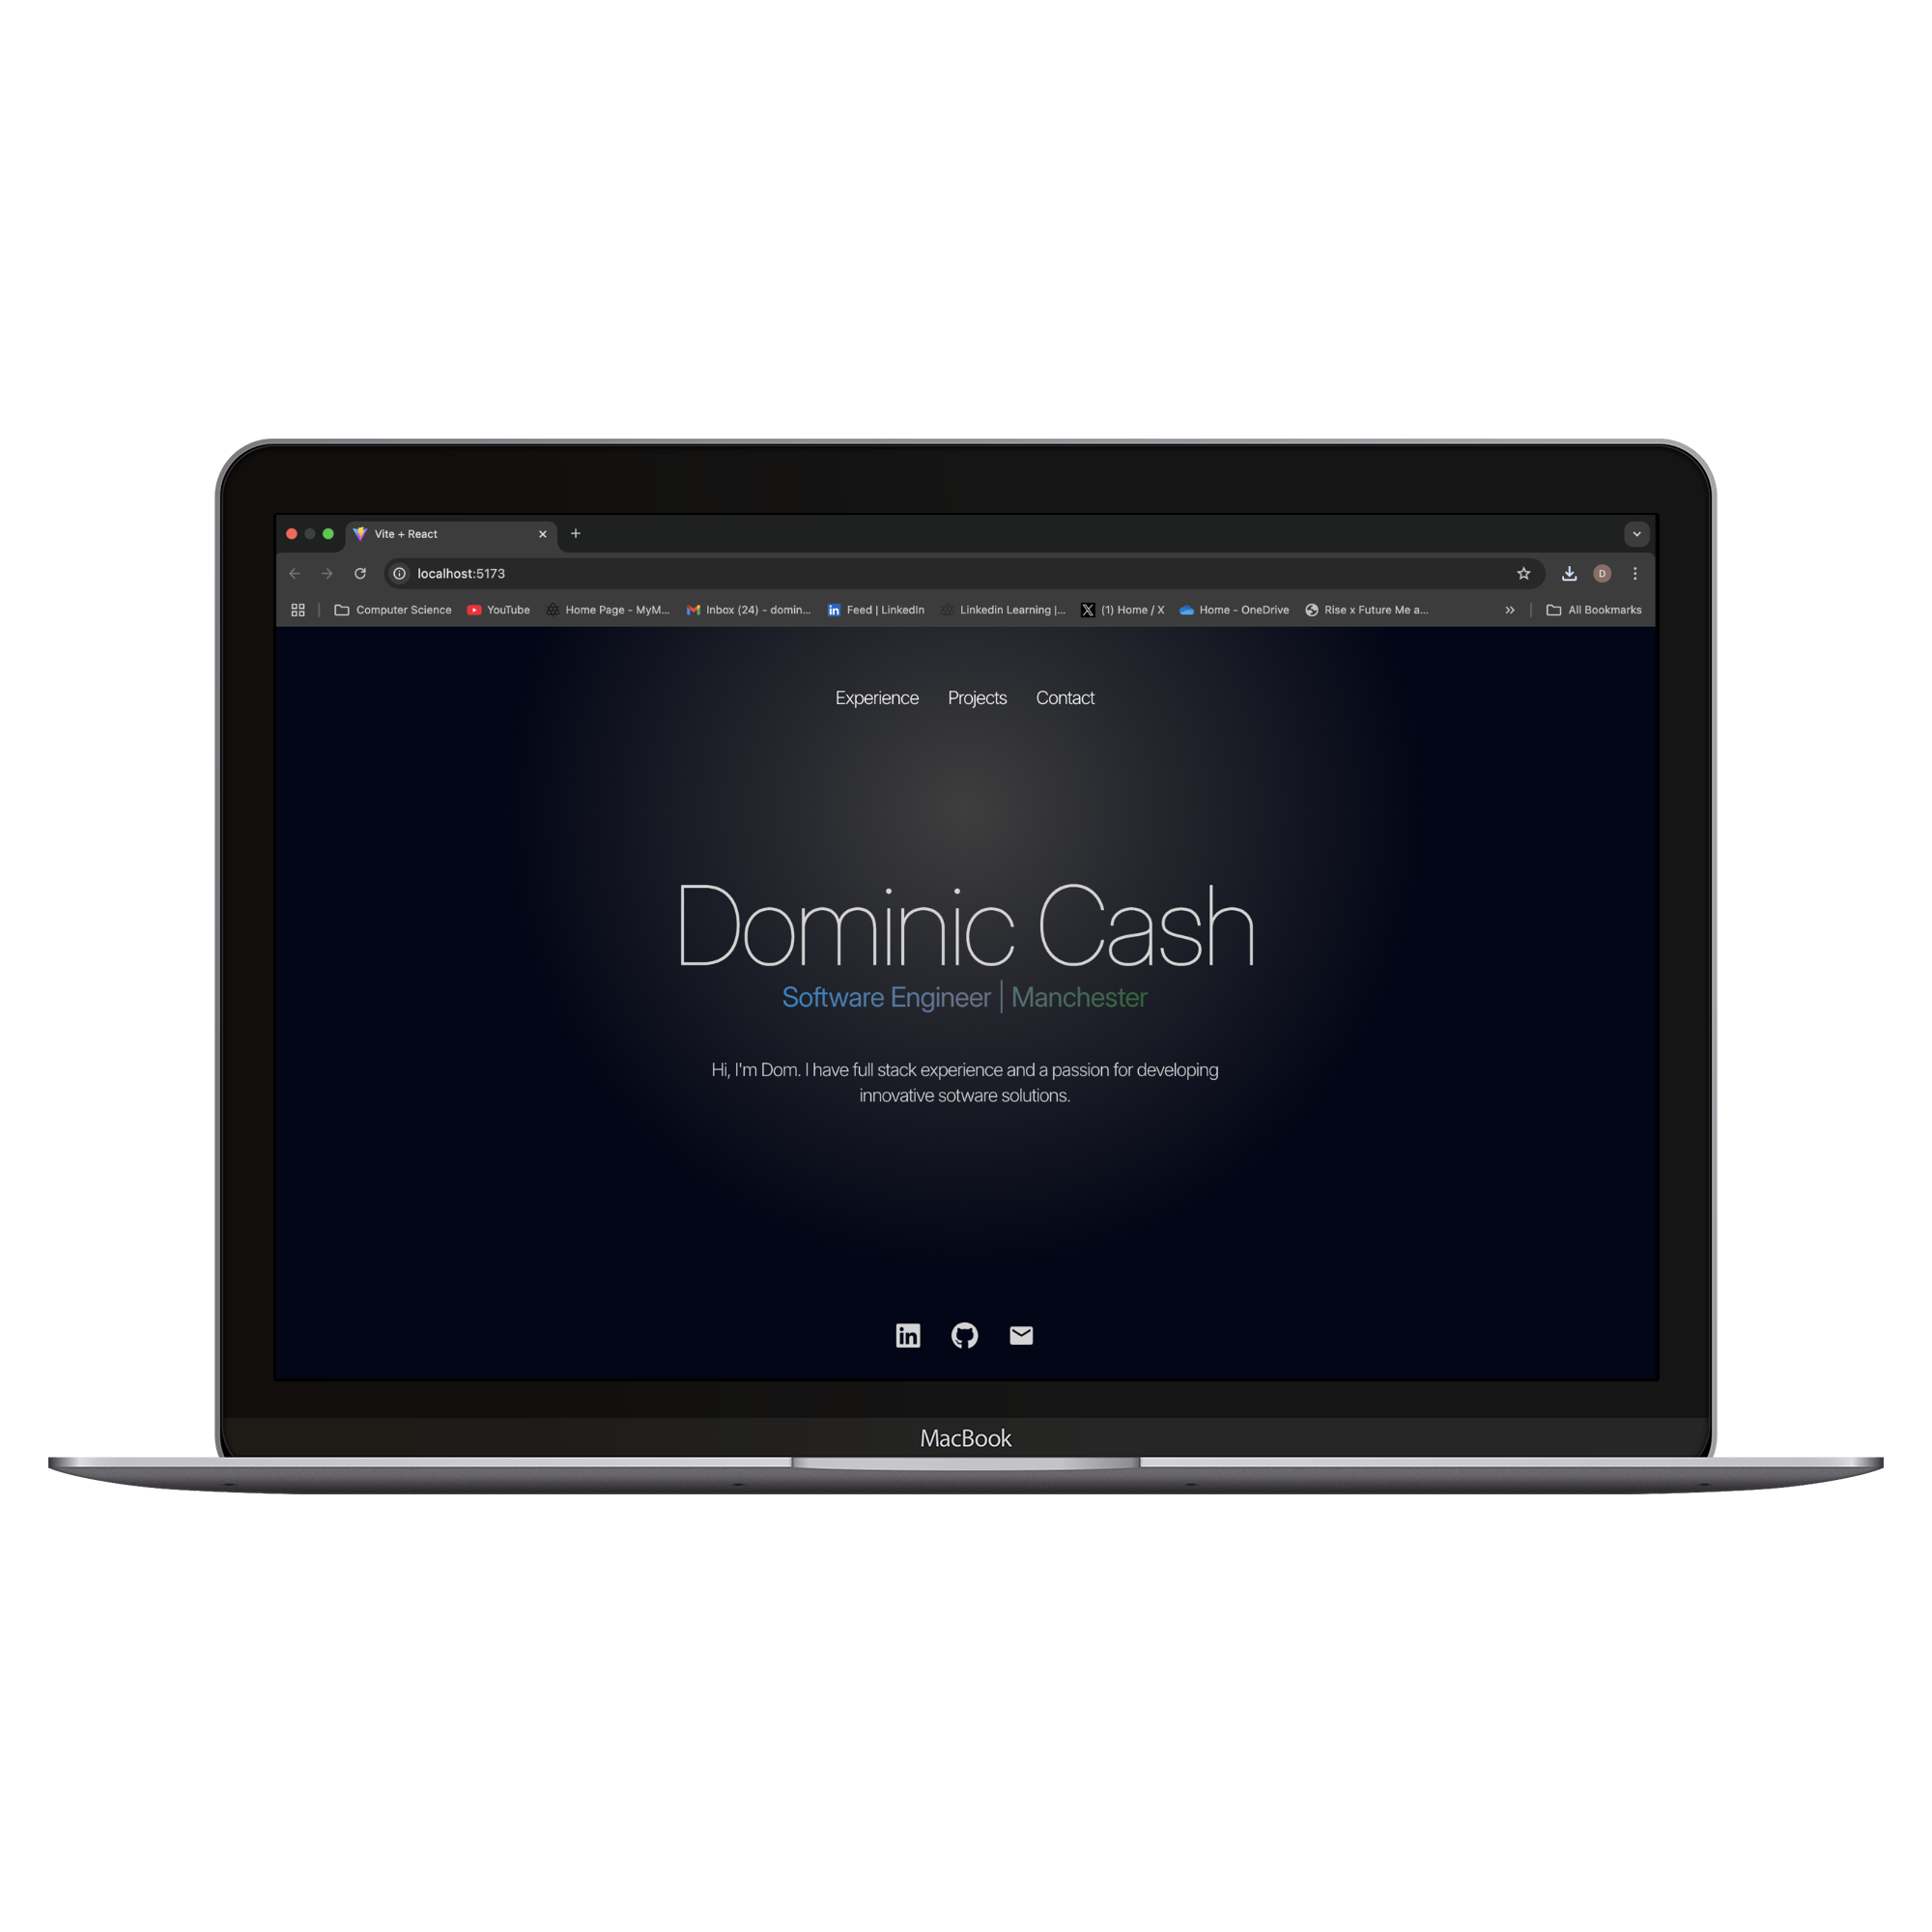 Vite + React
localhost:5173
Computer Science YouTube Home Page - MyM... Inbox (24) - domin... Feed | LinkedIn Linkedin Learning |... (1) Home / X Home - OneDrive Rise x Future Me a... All Bookmarks
D
Experience Projects Contact
Dominic Cash
Software Engineer | Manchester
Hi, I'm Dom. I have full stack experience and a passion for developing
innovative sotware solutions.
in
MacBook